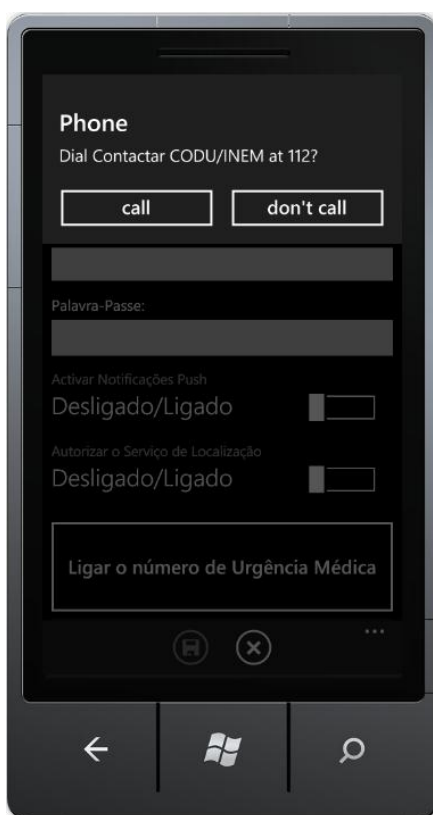 Phone
Dial Contactar CODU/INEM at 112?
call don't call
Palavra-Passe:
Activar Notificações Push
Desligado/Ligado
Autorizar o Serviço de Localização
Desligado/Ligado
Ligar o número de Urgência Médica
...